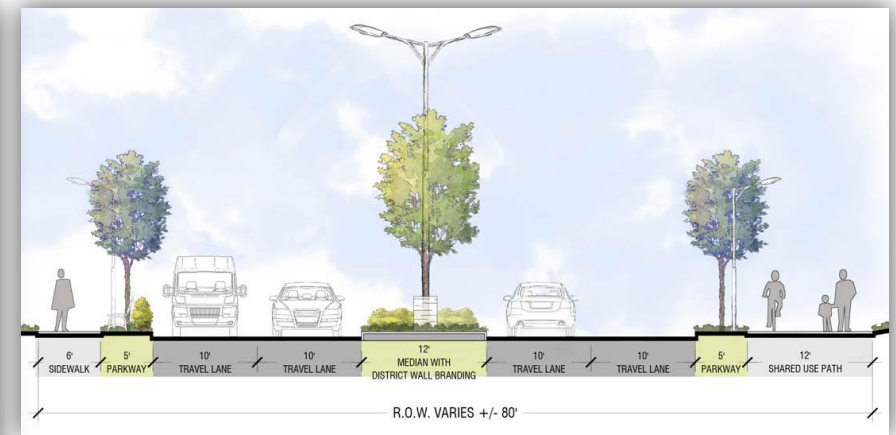 6'
SIDEWALK
5'
PARKWAY
10'
TRAVEL LANE
10'
TRAVEL LANE
12'
MEDIAN WITH
DISTRICT WALL BRANDING
10'
TRAVEL LANE
10'
TRAVEL LANE
5'
PARKWAY
12'
SHARED USE PATH
R.O.W. VARIES +/- 80'